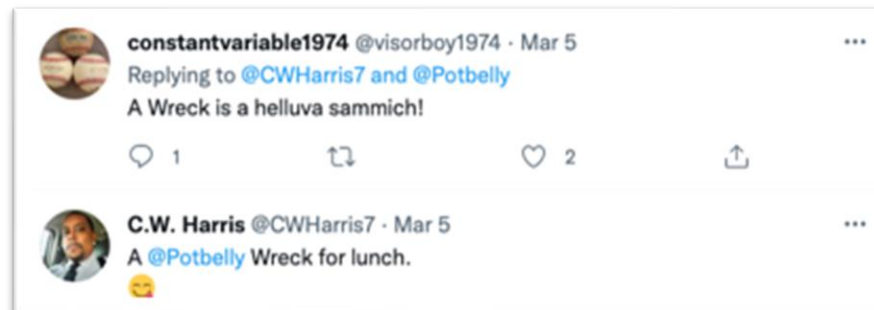 constantvariable1974 @visorboy1974 · Mar 5
Replying to @CWHarris7 and @Potbelly
A Wreck is a helluva sammich!
1 2
C.W. Harris @CWHarris7 · Mar 5
A @Potbelly Wreck for lunch.
😋